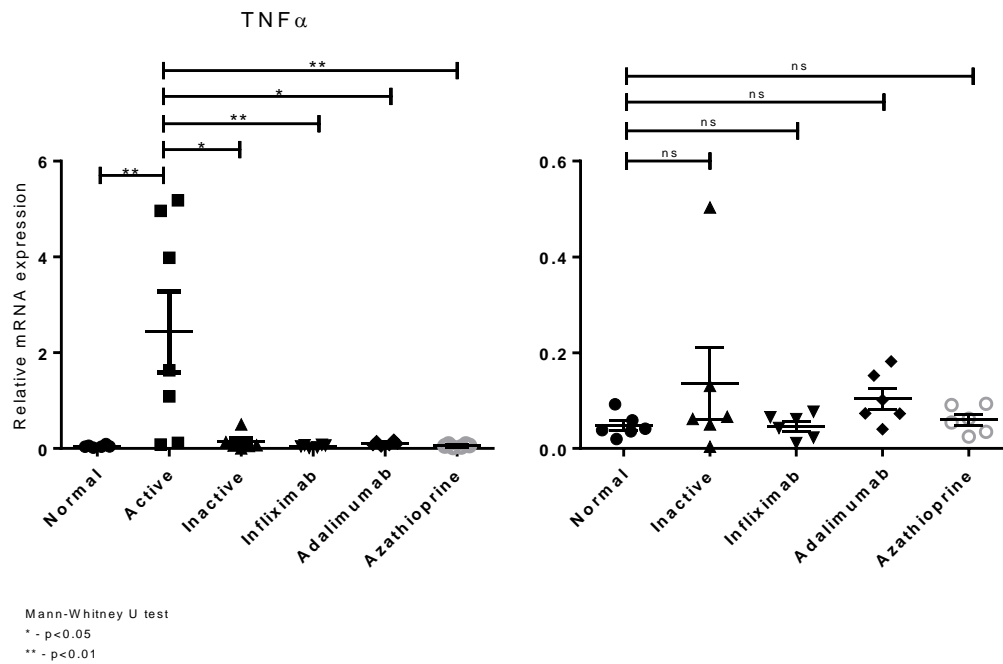 TNFα
**
*
**
*
**
ns
ns
ns
ns
Relative mRNA expression
6
4
2
0
0.6
0.4
0.2
0.0
Normal
Active
Inactive
Infliximab
Adalimumab
Azathioprine
Normal
Inactive
Infliximab
Adalimumab
Azathioprine
Mann-Whitney U test
* - p<0.05
** - p<0.01